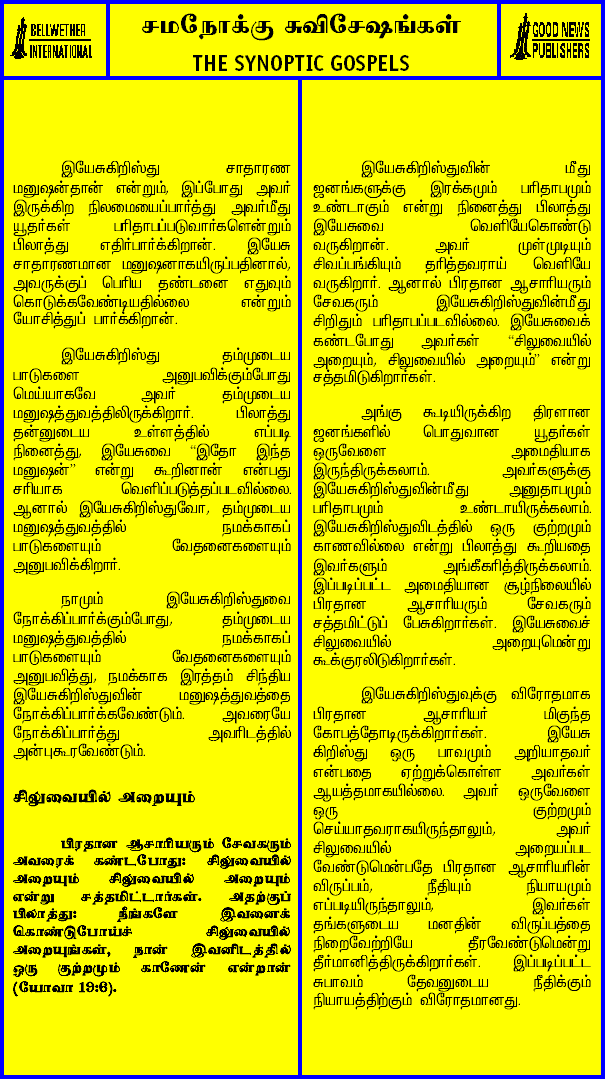 BELLWETHER
INTERNATIONAL
சமநோக்கு சுவிசேஷங்கள்
THE SYNOPTIC GOSPELS
GOOD NEWS
PUBLISHERS
இயேசுகிறிஸ்து சாதாரண
மனுஷன்தான் என்றும், இப்போது அவர்
இருக்கிற நிலமையைப்பார்த்து அவர்மீது
யூதர்கள் பரிதாபப்படுவார்களென்றும்
பிலாத்து எதிர்பார்க்கிறான். இயேசு
சாதாரணமான மனுஷனாகயிருப்பதினால்,
அவருக்குப் பெரிய தண்டனை எதுவும்
கொடுக்கவேண்டியதில்லை என்றும்
யோசித்துப் பார்க்கிறான்.
இயேசுகிறிஸ்து தம்முடைய
பாடுகளை அனுபவிக்கும்போது
மெய்யாகவே அவர் தம்முடைய
மனுஷத்துவத்திலிருக்கிறார். பிலாத்து
தன்னுடைய உள்ளத்தில் எப்படி
நினைத்து, இயேசுவை “இதோ இந்த
மனுஷன்” என்று கூறினான் என்பது
சரியாக வெளிப்படுத்தப்படவில்லை.
ஆனால் இயேசுகிறிஸ்துவோ, தம்முடைய
மனுஷத்துவத்தில் நமக்காகப்
பாடுகளையும் வேதனைகளையும்
அனுபவிக்கிறார்.
நாமும் இயேசுகிறிஸ்துவை
நோக்கிப்பார்க்கும்போது, தம்முடைய
மனுஷத்துவத்தில் நமக்காகப்
பாடுகளையும் வேதனைகளையும்
அனுபவித்து, நமக்காக இரத்தம் சிந்திய
இயேசுகிறிஸ்துவின் மனுஷத்துவத்தை
நோக்கிப்பார்க்கவேண்டும். அவரையே
நோக்கிப்பார்த்து அவரிடத்தில்
அன்புகூரவேண்டும்.
சிலுவையில் அறையும்
பிரதான ஆசாரியரும் சேவகரும்
அவரைக் கண்டபோது: சிலுவையில்
அறையும் சிலுவையில் அறையும்
என்று சத்தமிட்டார்கள். அதற்குப்
பிலாத்து: நீங்களே இவனைக்
கொண்டுபோய்ச் சிலுவையில்
அறையுங்கள், நான் இவனிடத்தில்
ஒரு குற்றமும் காணேன் என்றான்
(யோவா 19:6).
இயேசுகிறிஸ்துவின் மீது
ஜனங்களுக்கு இரக்கமும் பரிதாபமும்
உண்டாகும் என்று நினைத்து பிலாத்து
இயேசுவை வெளியேகொண்டு
வருகிறான். அவர் முள்முடியும்
சிவப்பங்கியும் தரித்தவராய் வெளியே
வருகிறார். ஆனால் பிரதான ஆசாரியரும்
சேவகரும் இயேசுகிறிஸ்துவின்மீது
சிறிதும் பரிதாபப்படவில்லை. இயேசுவைக்
கண்டபோது அவர்கள் “சிலுவையில்
அறையும், சிலுவையில் அறையும்” என்று
சத்தமிடுகிறார்கள்.
அங்கு கூடியிருக்கிற திரளான
ஜனங்களில் பொதுவான யூதர்கள்
ஒருவேளை அமைதியாக
இருந்திருக்கலாம். அவர்களுக்கு
இயேசுகிறிஸ்துவின்மீது அனுதாபமும்
பரிதாபமும் உண்டாயிருக்கலாம்.
இயேசுகிறிஸ்துவிடத்தில் ஒரு குற்றமும்
காணவில்லை என்று பிலாத்து கூறியதை
இவர்களும் அங்கீகரித்திருக்கலாம்.
இப்படிப்பட்ட அமைதியான சூழ்நிலையில்
பிரதான ஆசாரியரும் சேவகரும்
சத்தமிட்டுப் பேசுகிறார்கள். இயேசுவைச்
சிலுவையில் அறையுமென்று
கூக்குரலிடுகிறார்கள்.
இயேசுகிறிஸ்துவுக்கு விரோதமாக
பிரதான ஆசாரியர் மிகுந்த
கோபத்தோடிருக்கிறார்கள். இயேசு
கிறிஸ்து ஒரு பாவமும் அறியாதவர்
என்பதை ஏற்றுக்கொள்ள அவர்கள்
ஆயத்தமாகயில்லை. அவர் ஒருவேளை
ஒரு குற்றமும்
செய்யாதவராகயிருந்தாலும், அவர்
சிலுவையில் அறையப்பட
வேண்டுமென்பதே பிரதான ஆசாரியரின்
விருப்பம், நீதியும் நியாயமும்
எப்படியிருந்தாலும், இவர்கள்
தங்களுடைய மனதின் விருப்பத்தை
நிறைவேற்றியே தீரவேண்டுமென்று
தீர்மானித்திருக்கிறார்கள். இப்படிப்பட்ட
சுபாவம் தேவனுடைய நீதிக்கும்
நியாயத்திற்கும் விரோதமானது.